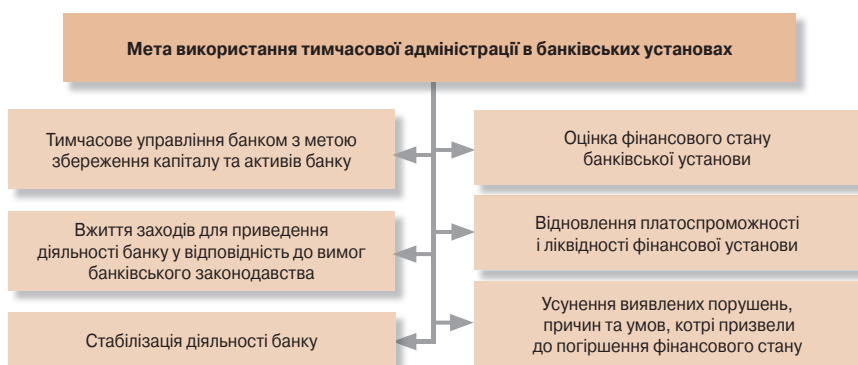 Мета використання тимчасової адміністрації в банківських установах
Тимчасове управління банком з метою
збереження капіталу та активів банку
Оцінка фінансового стану
банківської установи
Вжиття заходів для приведення
діяльності банку у відповідність до вимог
банківського законодавства
Відновлення платоспроможності
і ліквідності фінансової установи
Стабілізація діяльності банку
Усунення виявлених порушень,
причин та умов, котрі призвели
до погіршення фінансового стану